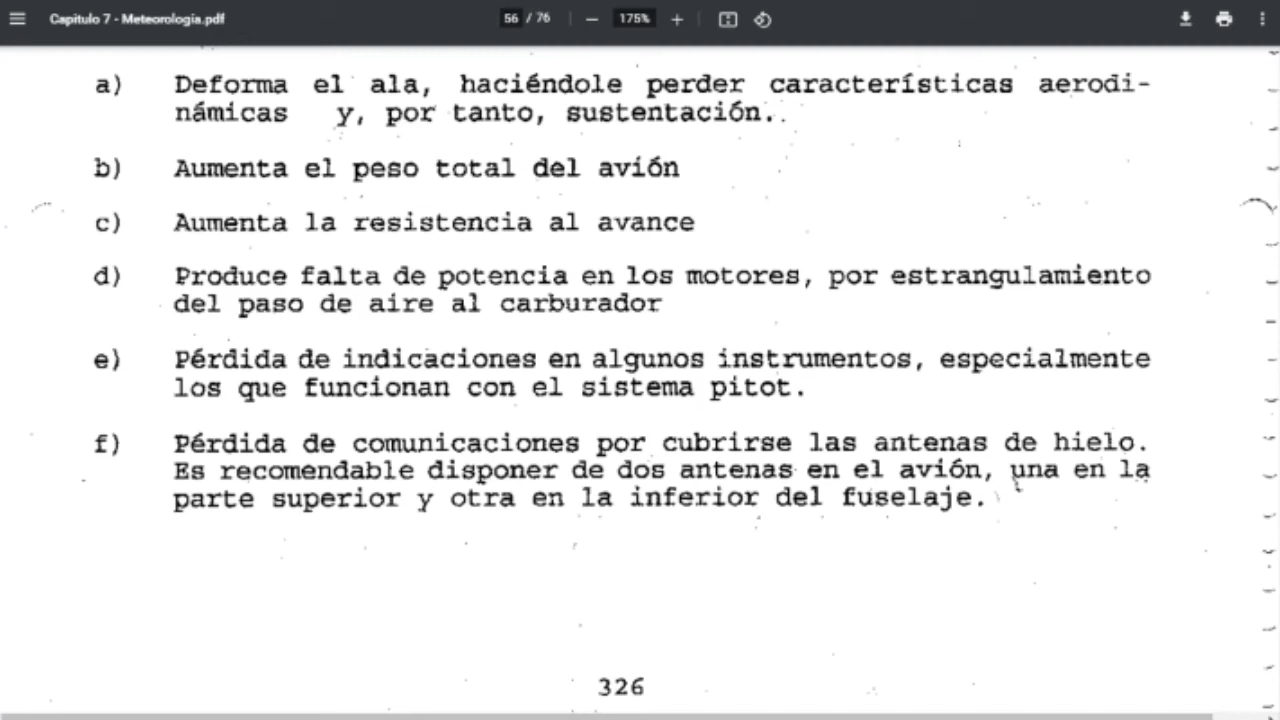 Capitulo 7 - Meteorologia.pdf 56 / 76 175%
a) Deforma el ala, haciéndole perder características aerodi-
námicas y, por tanto, sustentación.
b) Aumenta el peso total del avión
c) Aumenta la resistencia al avance
d) Produce falta de potencia en los motores, por estrangulamiento
del paso de aire al carburador
e) Pérdida de indicaciones en algunos instrumentos, especialmente
los que funcionan con el sistema pitot.
f) Pérdida de comunicaciones por cubrirse las antenas de hielo.
Es recomendable disponer de dos antenas en el avión, una en la
parte superior y otra en la inferior del fuselaje.
326